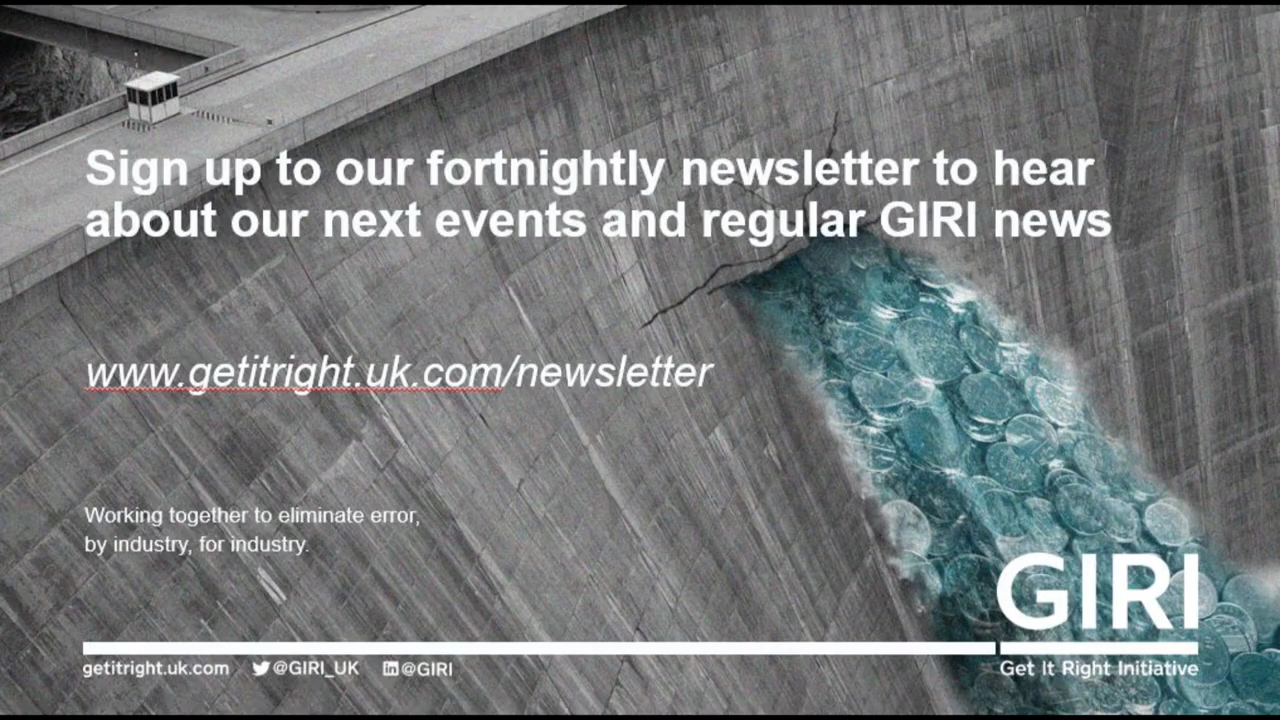 Sign up to our fortnightly newsletter to hear
about our next events and regular GIRI news
www.getitright.uk.com/newsletter
Working together to eliminate error,
by industry, for industry.
GIRI
getitright.uk.com @GIRI_UK @GIRI
Get It Right Initiative